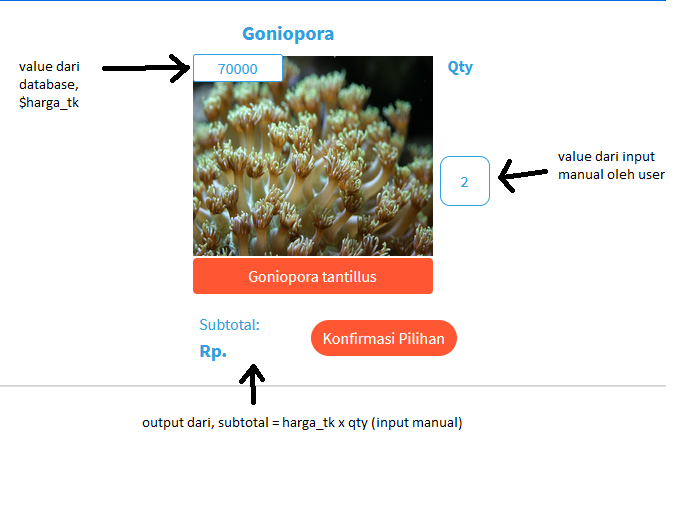 Goniopora
value dari
database,
$harga_tk
70000
Qty
value dari input
manual oleh user
2
Goniopora tantillus
Subtotal:
Rp.
Konfirmasi Pilihan
output dari, subtotal = harga_tk x qty (input manual)